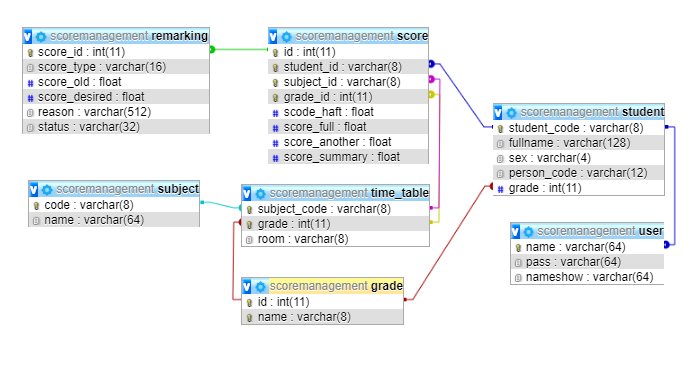 scoremanagement remarking
score_id : int(11)
score_type : varchar(16)
score_old : float
score_desired : float
reason : varchar(512)
status : varchar(32)
scoremanagement score
id : int(11)
student_id : varchar(8)
subject_id : varchar(8)
grade_id : int(11)
scode_haft : float
score_full : float
score_another : float
score_summary : float
scoremanagement student
student_code : varchar(8)
fullname : varchar(128)
sex : varchar(4)
person_code : varchar(12)
grade : int(11)
scoremanagement subject
code : varchar(8)
name : varchar(64)
scoremanagement time_table
subject_code : varchar(8)
grade : int(11)
room : varchar(8)
scoremanagement user
name : varchar(64)
pass : varchar(64)
nameshow : varchar(64)
scoremanagement grade
id : int(11)
name : varchar(8)